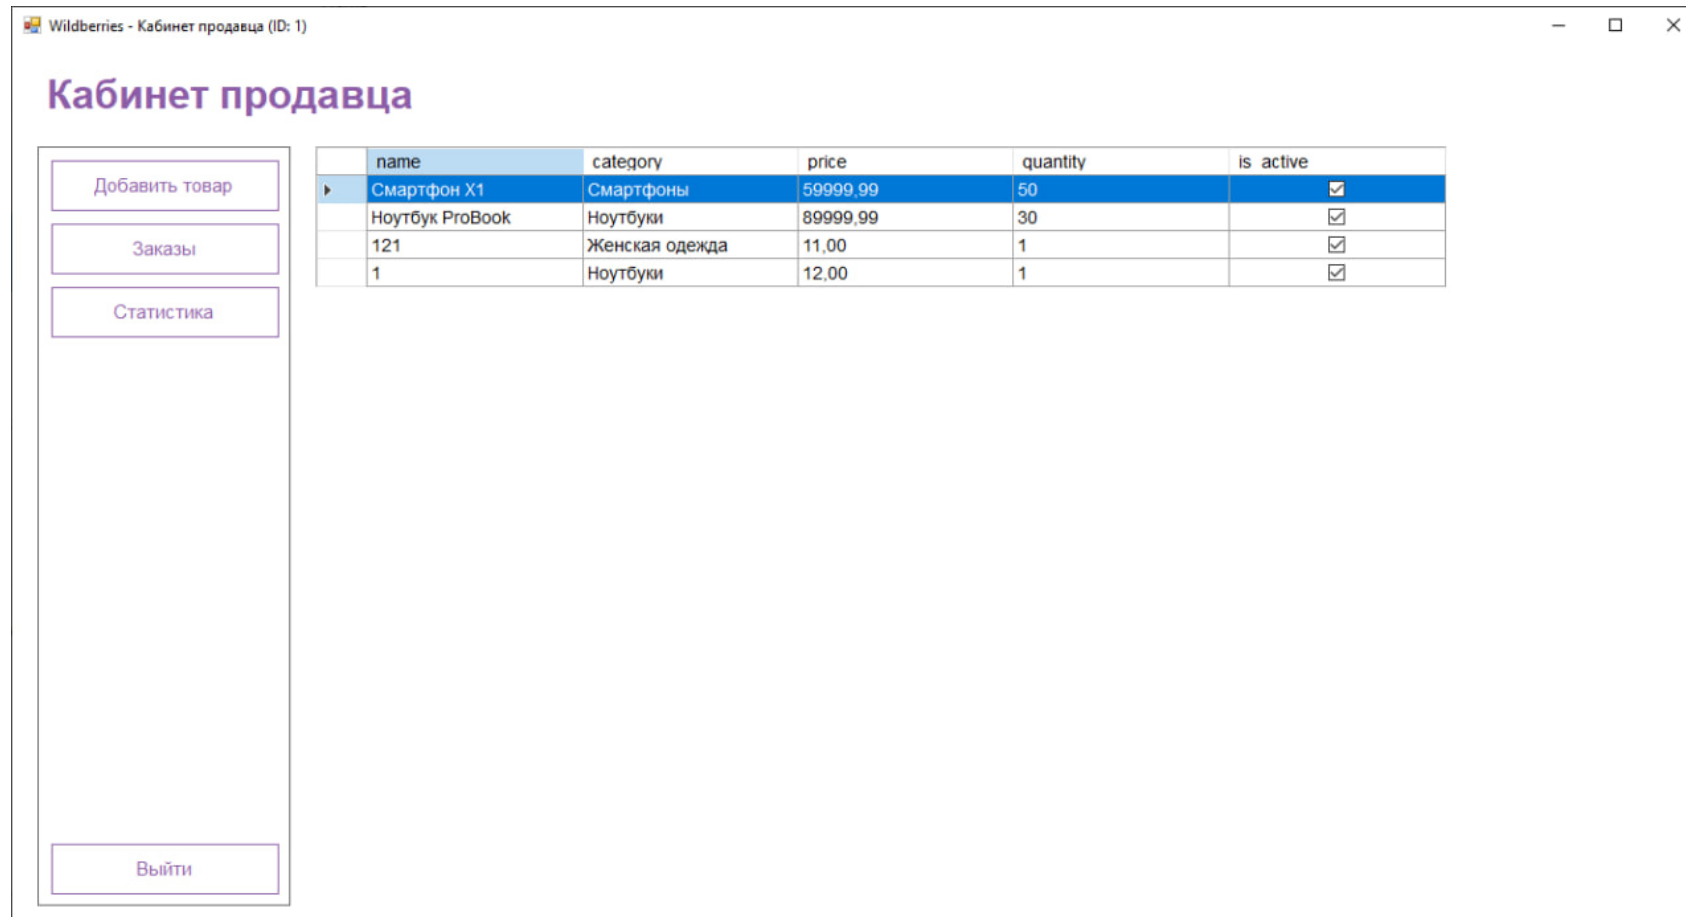 Wildberries - Кабинет продавца (ID: 1)
Кабинет продавца
Добавить товар
Заказы
Статистика
Выйти
name category price quantity is_active
Смартфон X1 Смартфоны 59999,99 50
Ноутбук ProBook Ноутбуки 89999,99 30
121 Женская одежда 11,00 1
1 Ноутбуки 12,00 1